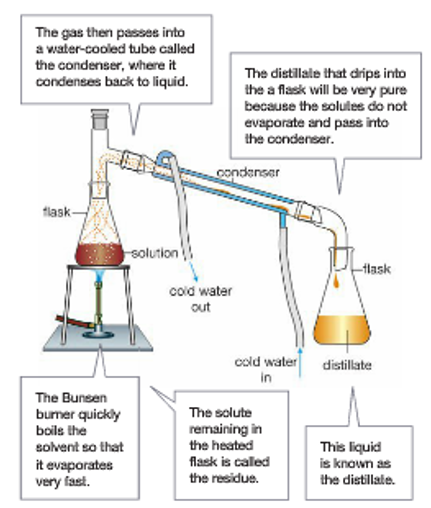 The gas then passes into
a water-cooled tube called
the condenser, where it
condenses back to liquid.
The distillate that drips into
the a flask will be very pure
because the solutes do not
evaporate and pass into
the condenser.
condenser
flask
solution
flask
cold water
out
cold water
in
distillate
The Bunsen
burner quickly
boils the
solvent so that
it evaporates
very fast.
The solute
remaining in
the heated
flask is called
the residue.
This liquid
is known as
the distillate.